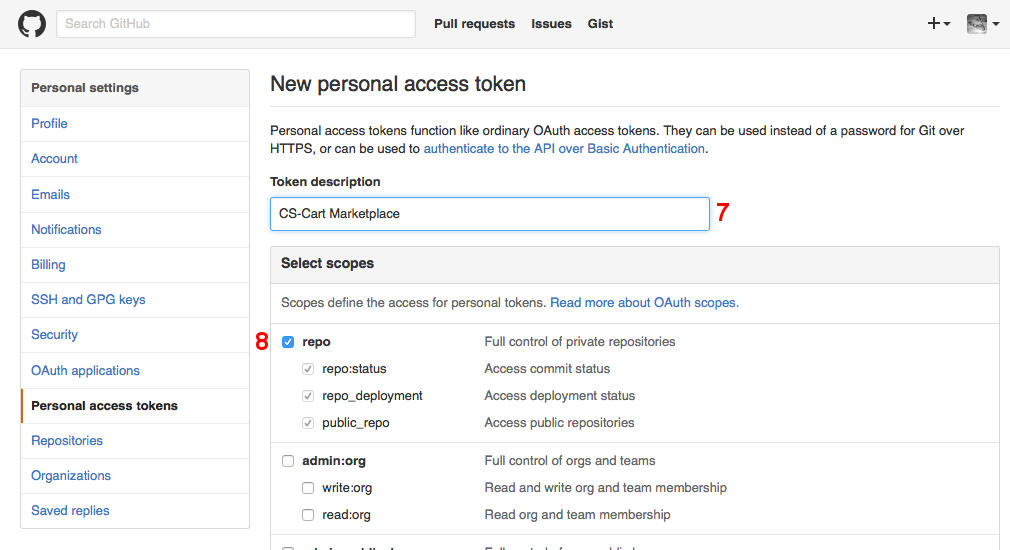 Search GitHub
Pull requests
Issues
Gist
Personal settings
Profile
Account
Emails
Notifications
Billing
SSH and GPG keys
Security
OAuth applications
Personal access tokens
Repositories
Organizations
Saved replies
New personal access token
Personal access tokens function like ordinary OAuth access tokens. They can be used instead of a password for Git over
HTTPS, or can be used to authenticate to the API over Basic Authentication.
Token description
CS-Cart Marketplace
7
Select scopes
Scopes define the access for personal tokens. Read more about OAuth scopes.
8
repo Full control of private repositories
repo:status Access commit status
repo_deployment Access deployment status
public_repo Access public repositories
admin:org Full control of orgs and teams
write:org Read and write org and team membership
read:org Read org and team membership